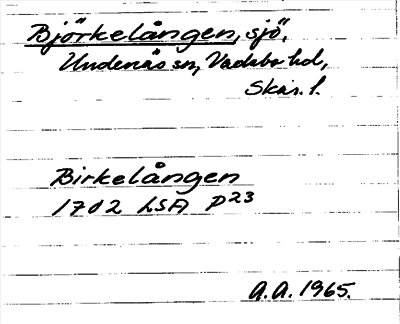 Björkelången, sjö,
Undenäs sn, Vadsbo hd,
Skar. l.
Birkelången
1702 LSA P23
A.A. 1965.